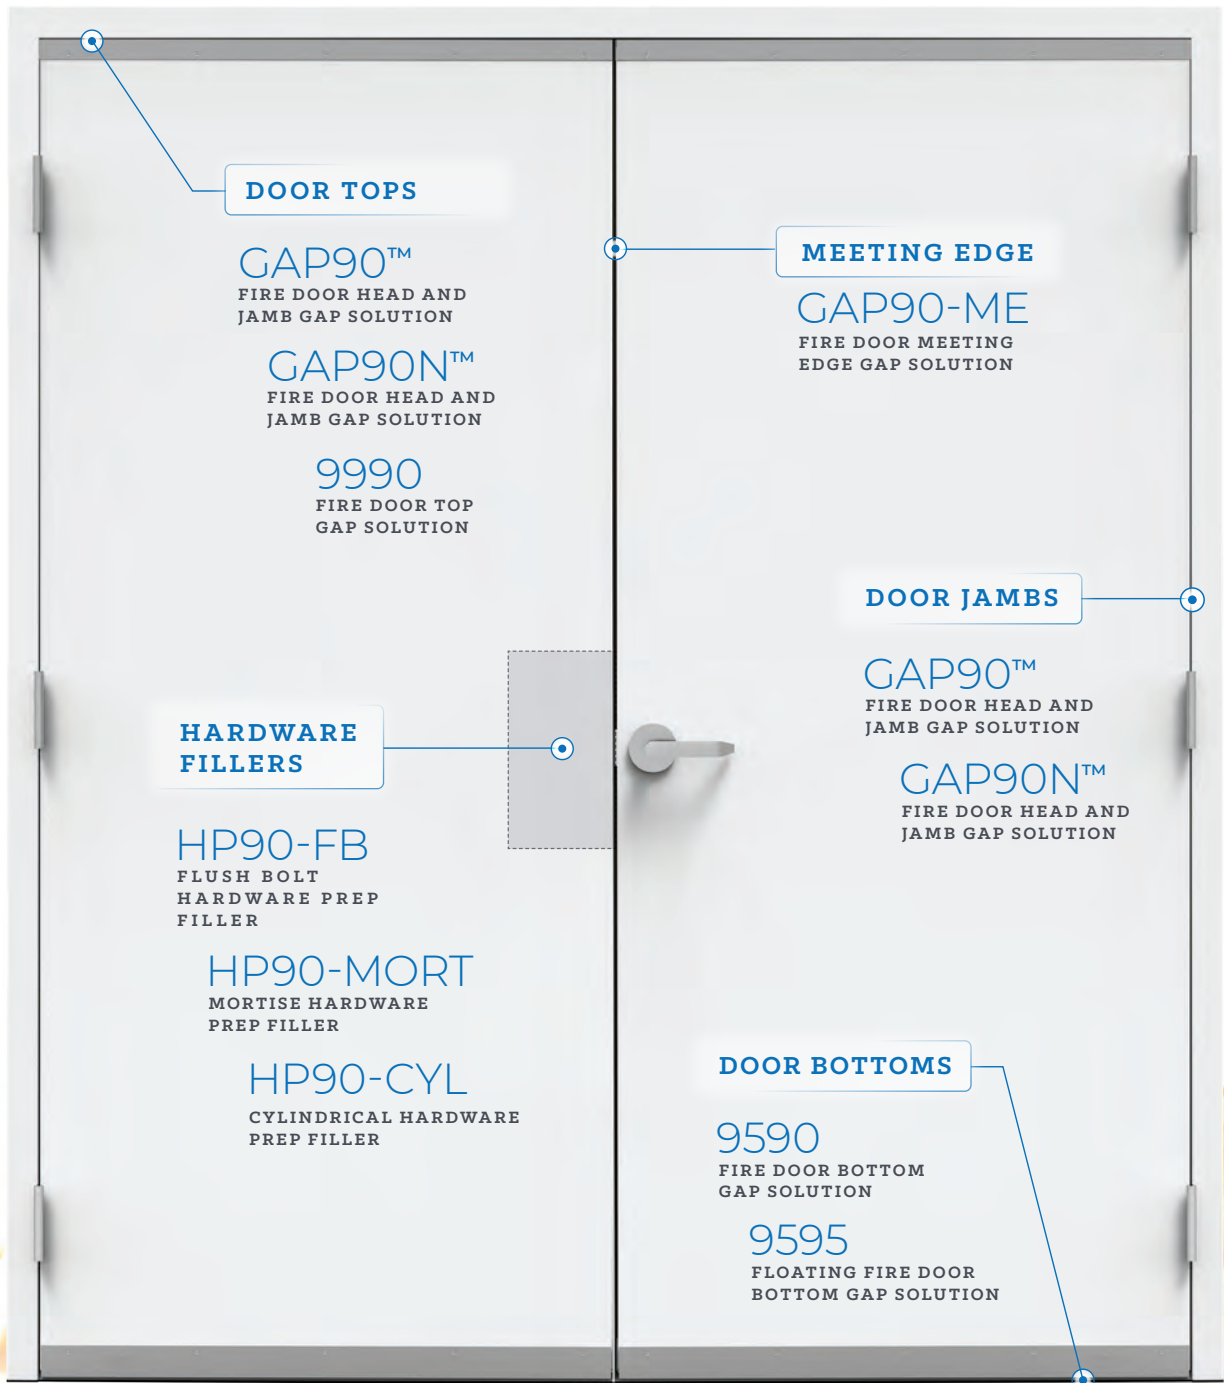 DOOR TOPS
GAP90™
FIRE DOOR HEAD AND
JAMB GAP SOLUTION
GAP90N™
FIRE DOOR HEAD AND
JAMB GAP SOLUTION
9990
FIRE DOOR TOP
GAP SOLUTION
MEETING EDGE
GAP90-ME
FIRE DOOR MEETING
EDGE GAP SOLUTION
DOOR JAMBS
GAP90™
FIRE DOOR HEAD AND
JAMB GAP SOLUTION
GAP90N™
FIRE DOOR HEAD AND
JAMB GAP SOLUTION
HARDWARE
FILLERS
HP90-FB
FLUSH BOLT
HARDWARE PREP
FILLER
HP90-MORT
MORTISE HARDWARE
PREP FILLER
HP90-CYL
CYLINDRICAL HARDWARE
PREP FILLER
DOOR BOTTOMS
9590
FIRE DOOR BOTTOM
GAP SOLUTION
9595
FLOATING FIRE DOOR
BOTTOM GAP SOLUTION